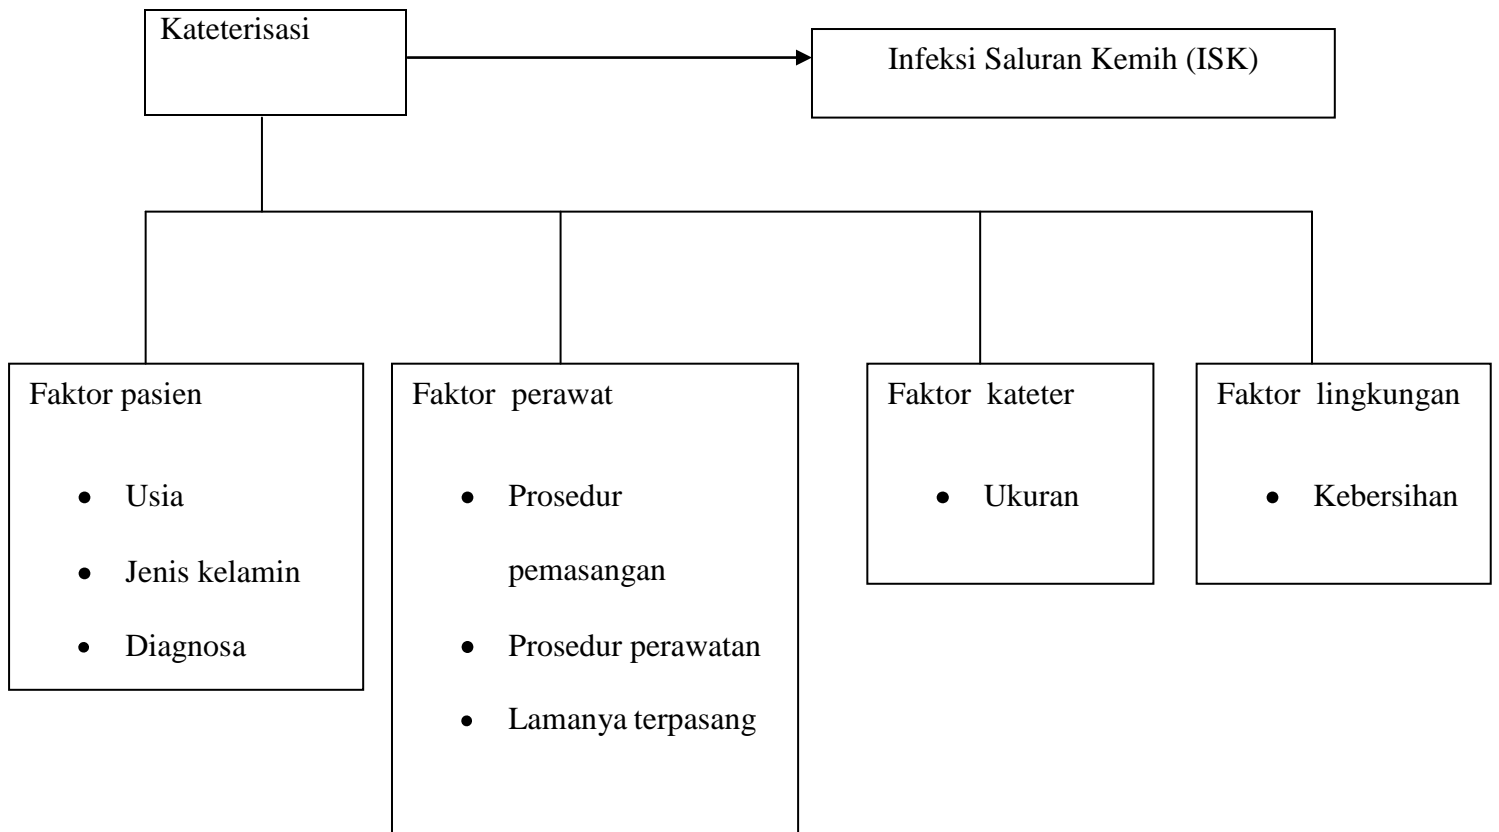 Kateterisasi
Infeksi Saluran Kemih (ISK)
Faktor pasien
• Usia
• Jenis kelamin
• Diagnosa
Faktor perawat
• Prosedur
pemasangan
• Prosedur perawatan
• Lamanya terpasang
Faktor kateter
• Ukuran
Faktor lingkungan
• Kebersihan